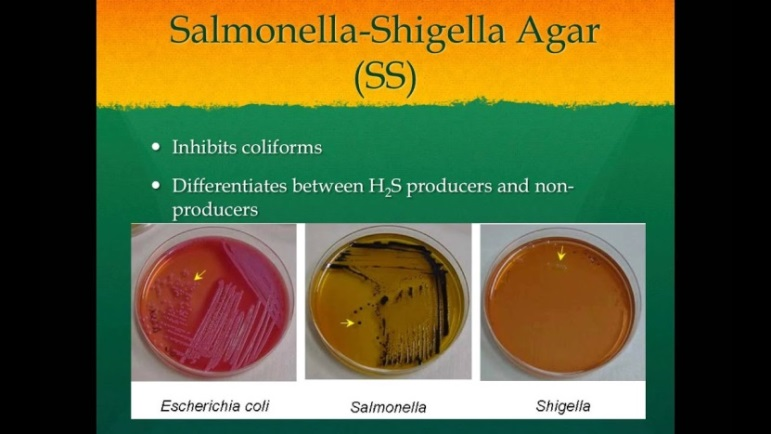 Salmonella-Shigella Agar
(SS)
• Inhibits coliforms
• Differentiates between H₂S producers and non-
producers
Escherichia coli
Salmonella
Shigella